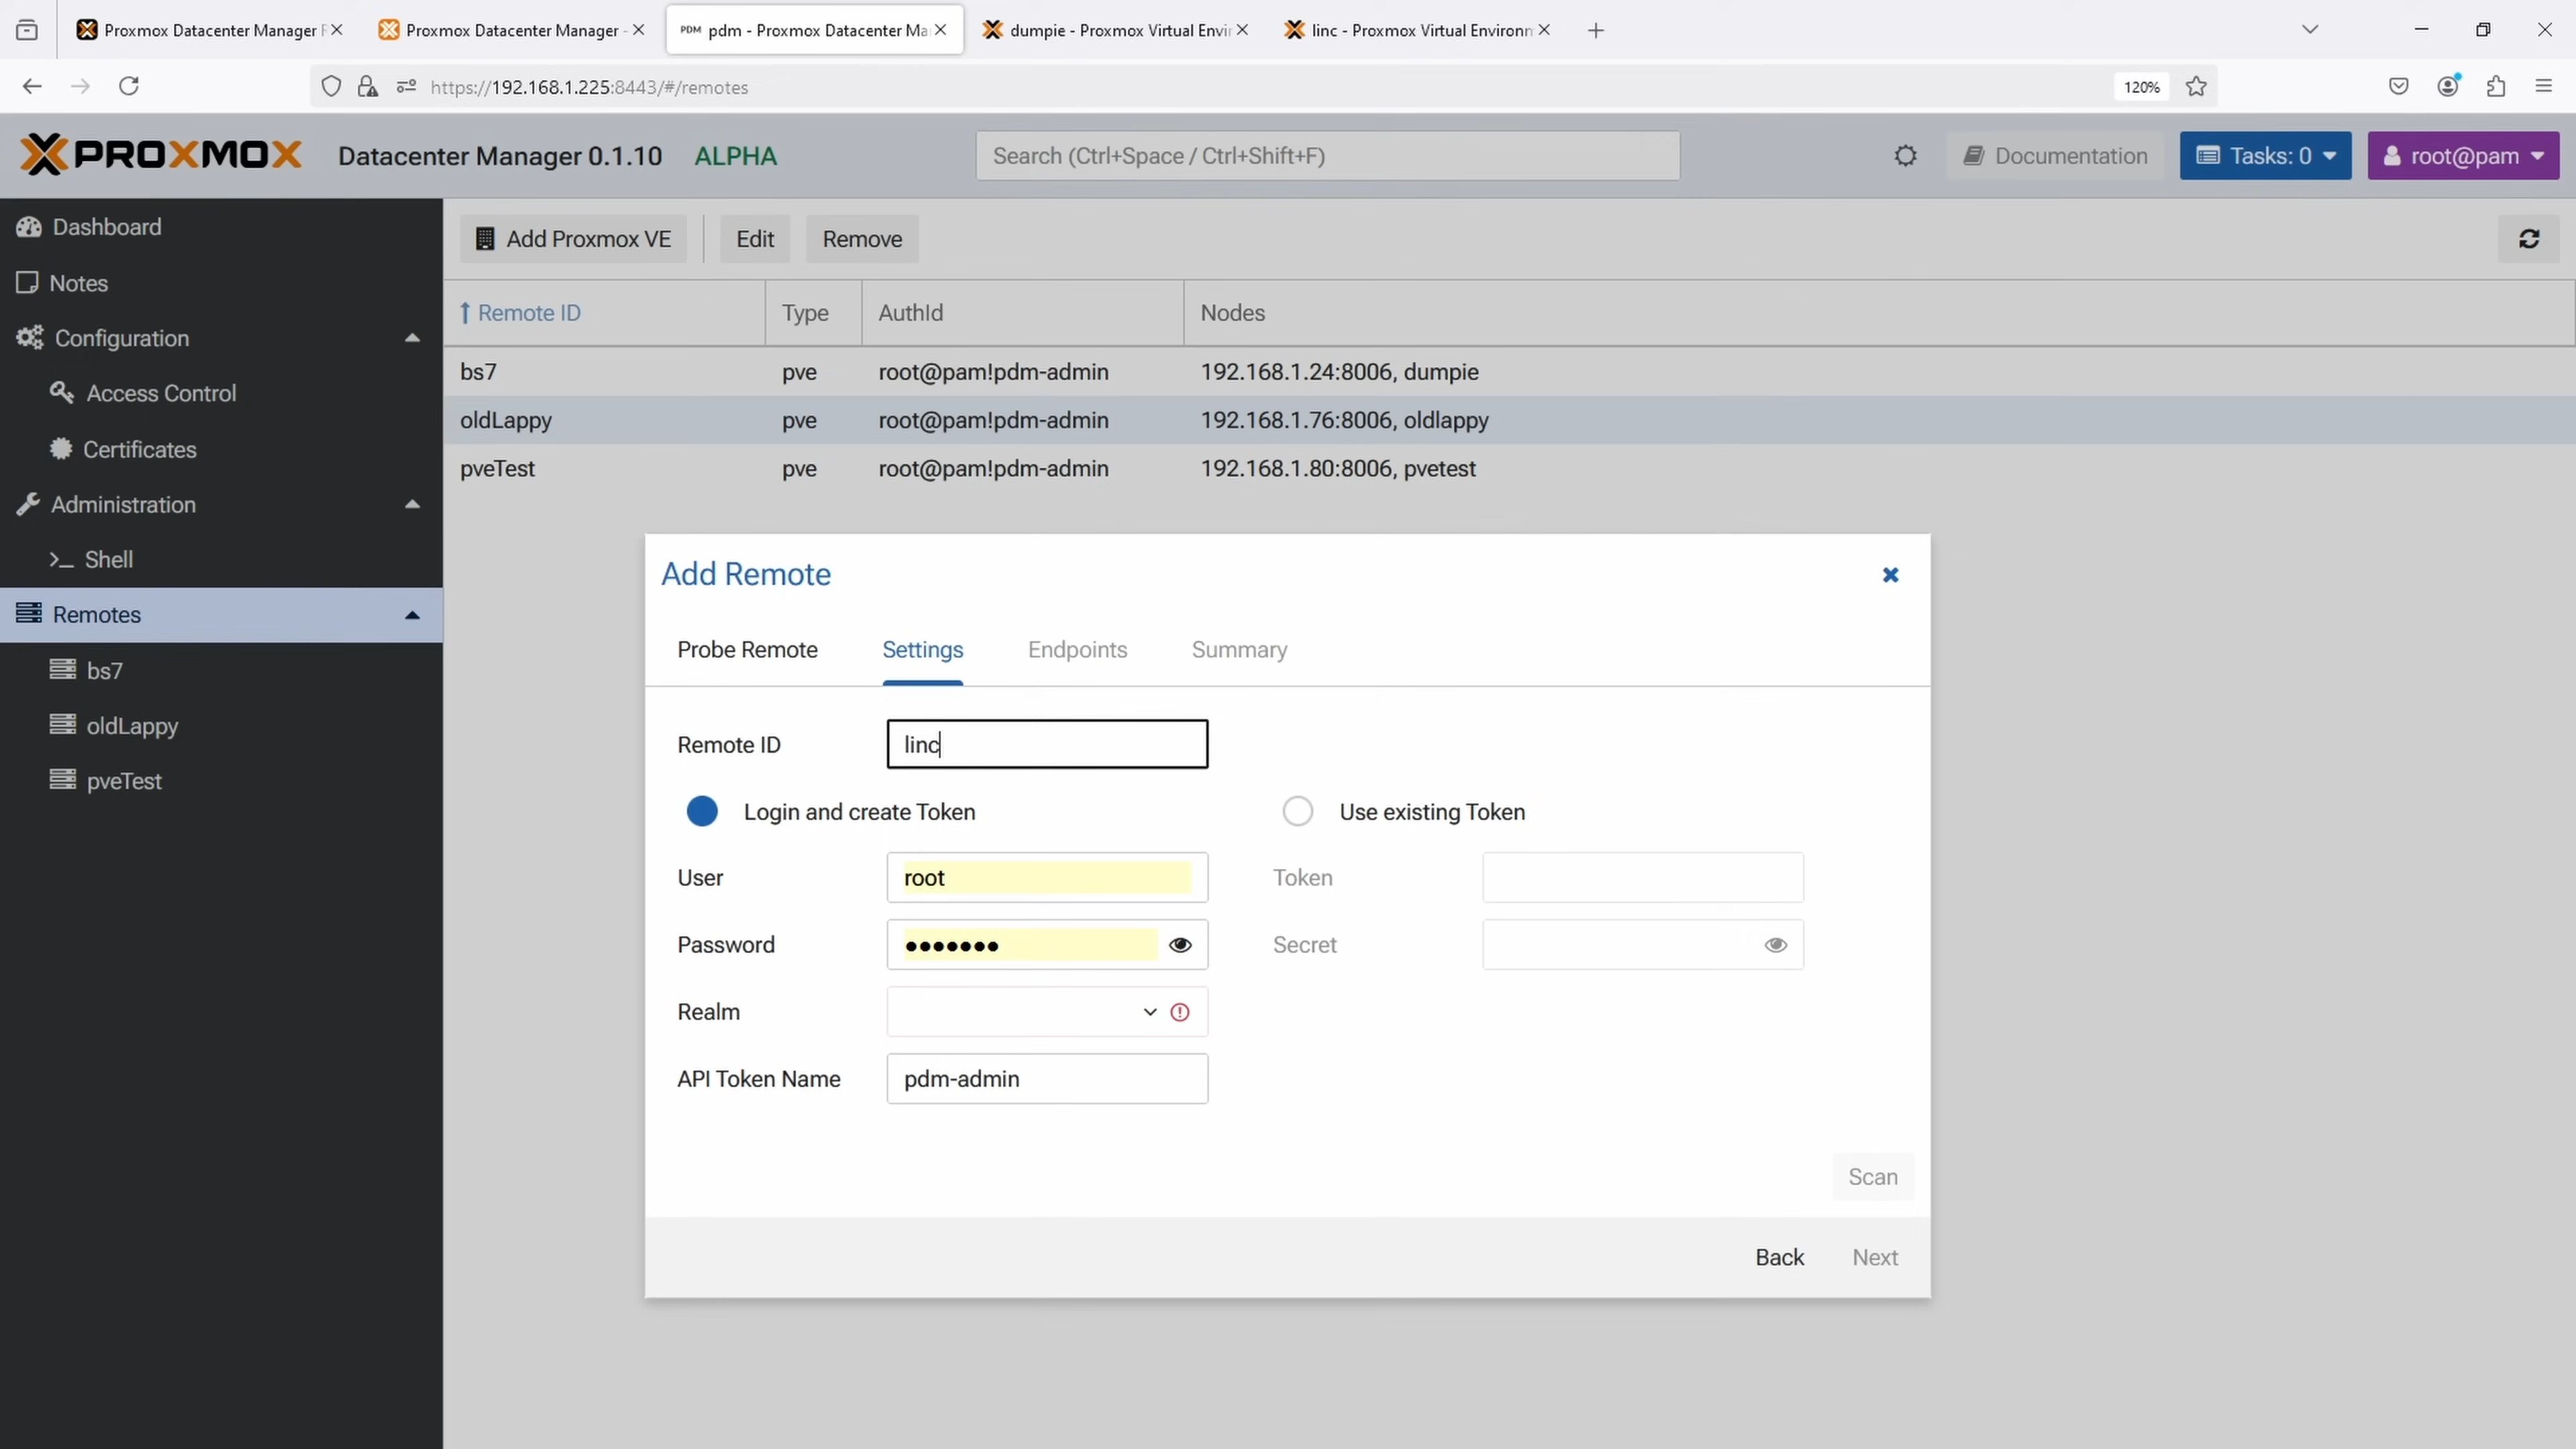 Proxmox Datacenter Manager F
Proxmox Datacenter Manager -
PDM pdm - Proxmox Datacenter Ma
dumpie - Proxmox Virtual Envir
linc - Proxmox Virtual Environm
https://192.168.1.225:8443/#/remotes
120%
PROXMOX Datacenter Manager 0.1.10 ALPHA
Search (Ctrl+Space / Ctrl+Shift+F)
Documentation
Tasks: 0
root@pam
Dashboard
Notes
Configuration
Access Control
Certificates
Administration
Shell
Remotes
bs7
oldLappy
pveTest
Add Proxmox VE
Edit
Remove
Remote ID Type AuthId Nodes
bs7 pve root@pam!pdm-admin 192.168.1.24:8006, dumpie
oldLappy pve root@pam!pdm-admin 192.168.1.76:8006, oldlappy
pveTest pve root@pam!pdm-admin 192.168.1.80:8006, pvetest
Add Remote
Probe Remote Settings Endpoints Summary
Remote ID linc
Login and create Token Use existing Token
User root Token
Password Secret
Realm
API Token Name pdm-admin
Scan
Back Next